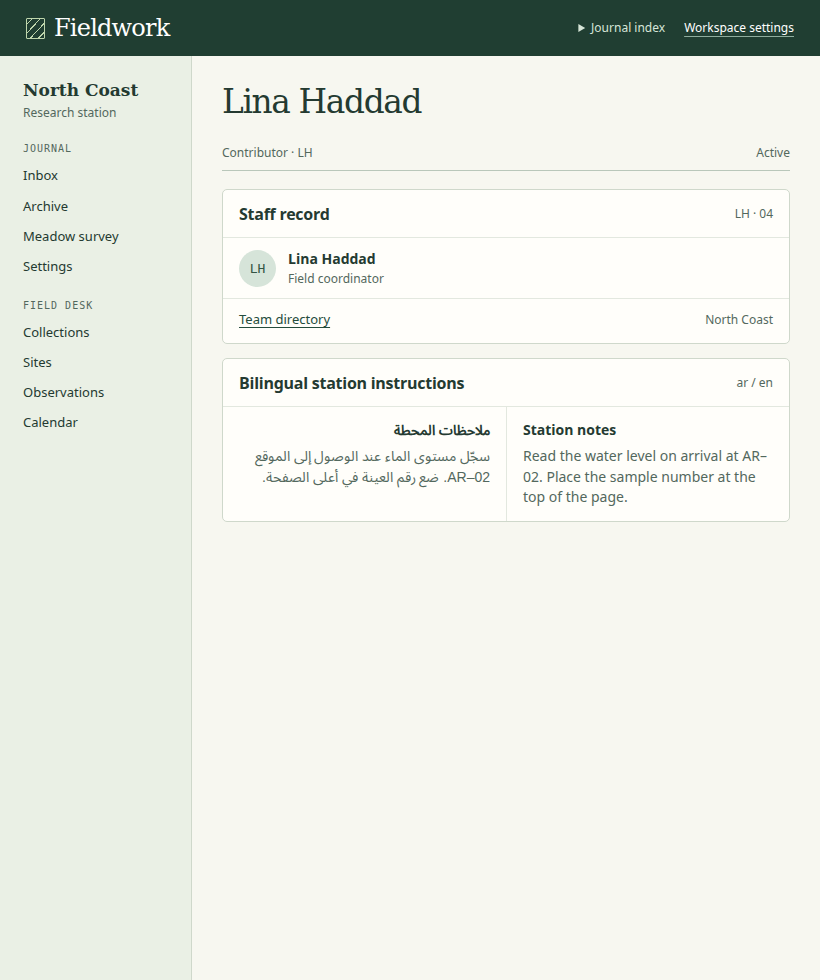 Fieldwork
Journal index
Workspace settings
North Coast
Research station
JOURNAL
Inbox
Archive
Meadow survey
Settings
FIELD DESK
Collections
Sites
Observations
Calendar
Lina Haddad
Contributor · LH
Active
Staff record
LH · 04
LH
Lina Haddad
Field coordinator
Team directory
North Coast
Bilingual station instructions
ar / en
ملاحظات المحطة
سجّل مستوى الماء عند الوصول إلى الموقع
AR–02. ضع رقم العينة في أعلى الصفحة.
Station notes
Read the water level on arrival at AR–
02. Place the sample number at the
top of the page.